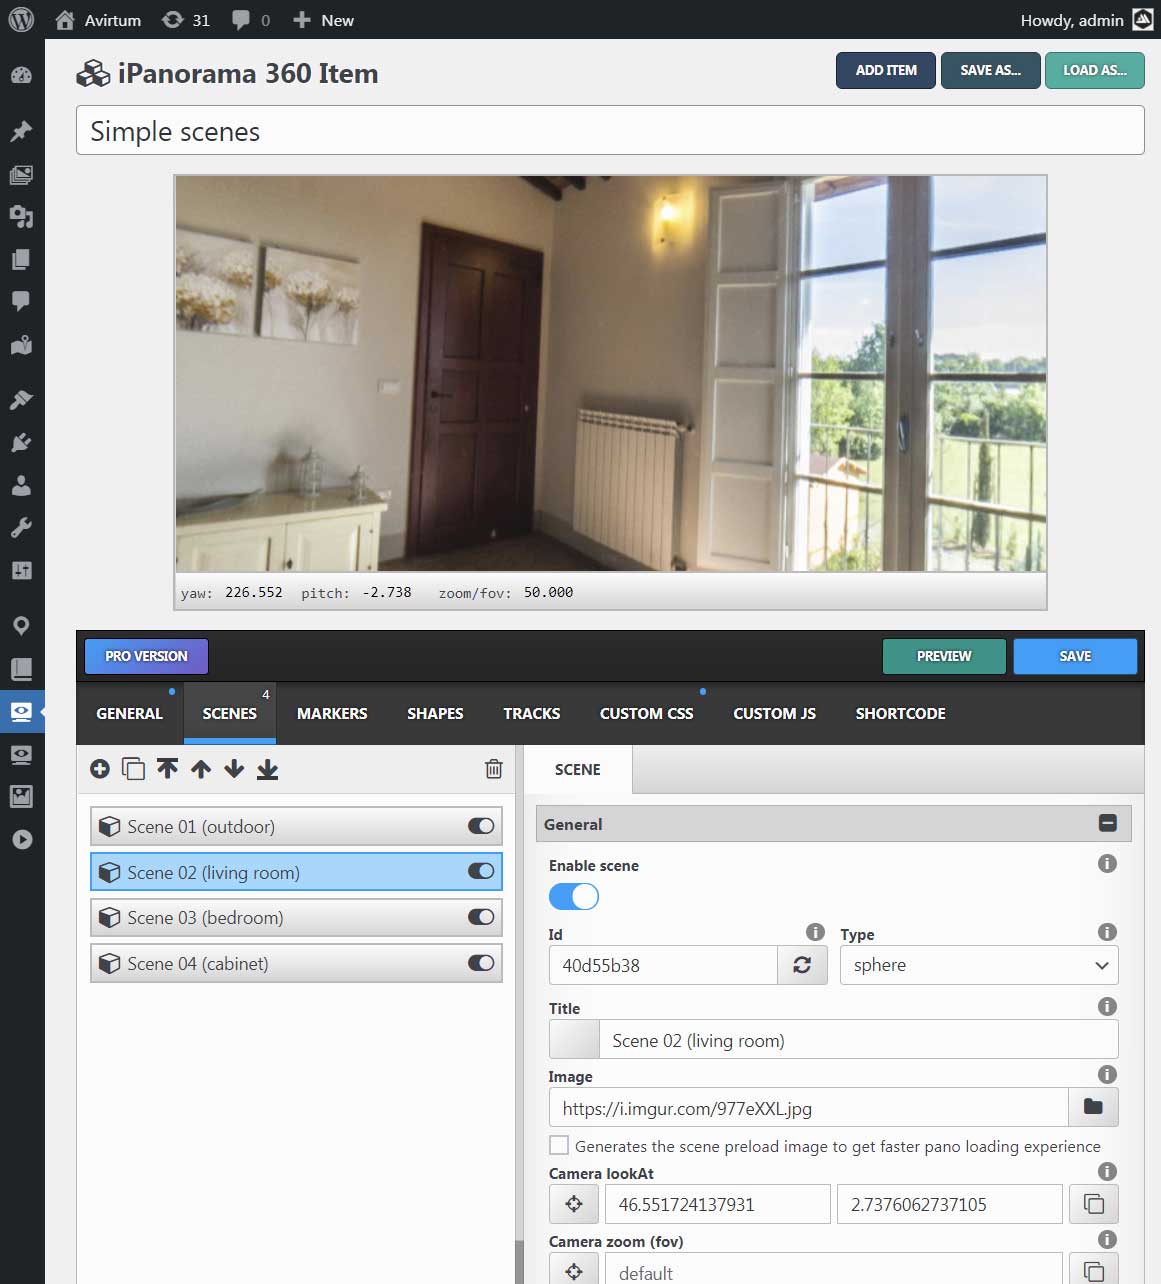 Avirtum 31 0 New Howdy, admin
iPanorama 360 Item ADD ITEM SAVE AS... LOAD AS...
Simple scenes
yaw: 226.552 pitch: -2.738 zoom/fov: 50.000
PRO VERSION PREVIEW SAVE
GENERAL SCENES 4 MARKERS SHAPES TRACKS CUSTOM CSS CUSTOM JS SHORTCODE
SCENE
Scene 01 (outdoor)
Scene 02 (living room)
Scene 03 (bedroom)
Scene 04 (cabinet)
General
Enable scene
Id Type
40d55b38 sphere
Title
Scene 02 (living room)
Image
https://i.imgur.com/977eXXL.jpg
Generates the scene preload image to get faster pano loading experience
Camera lookAt
46.551724137931 2.7376062737105
Camera zoom (fov)
default